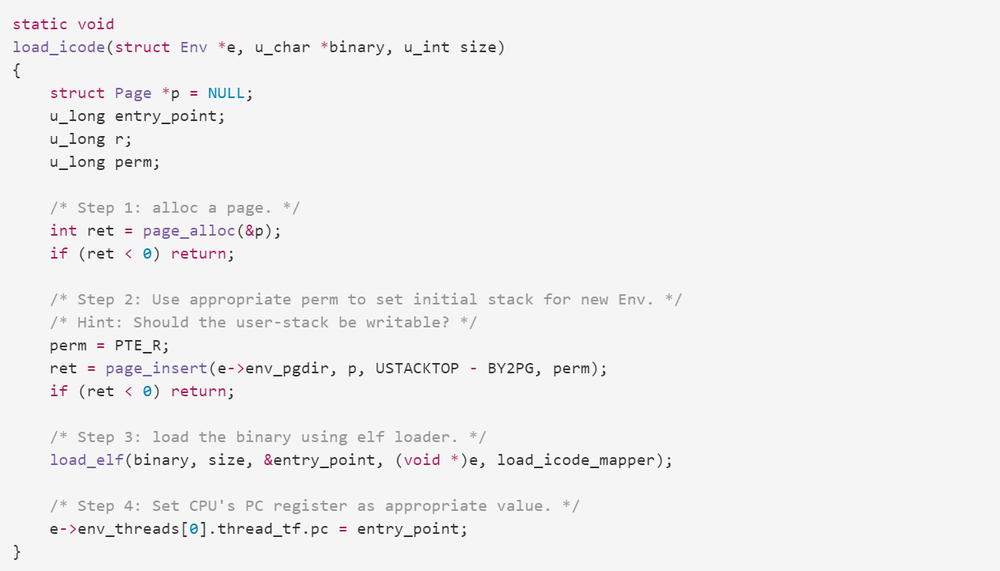 static void
load_icode(struct Env *e, u_char *binary, u_int size)
{
    struct Page *p = NULL;
    u_long entry_point;
    u_long r;
    u_long perm;

    /* Step 1: alloc a page. */
    int ret = page_alloc(&p);
    if (ret < 0) return;

    /* Step 2: Use appropriate perm to set initial stack for new Env. */
    /* Hint: Should the user-stack be writable? */
    perm = PTE_R;
    ret = page_insert(e->env_pgdir, p, USTACKTOP - BY2PG, perm);
    if (ret < 0) return;

    /* Step 3: load the binary using elf loader. */
    load_elf(binary, size, &entry_point, (void *)e, load_icode_mapper);

    /* Step 4: Set CPU's PC register as appropriate value. */
    e->env_threads[0].thread_tf.pc = entry_point;
}